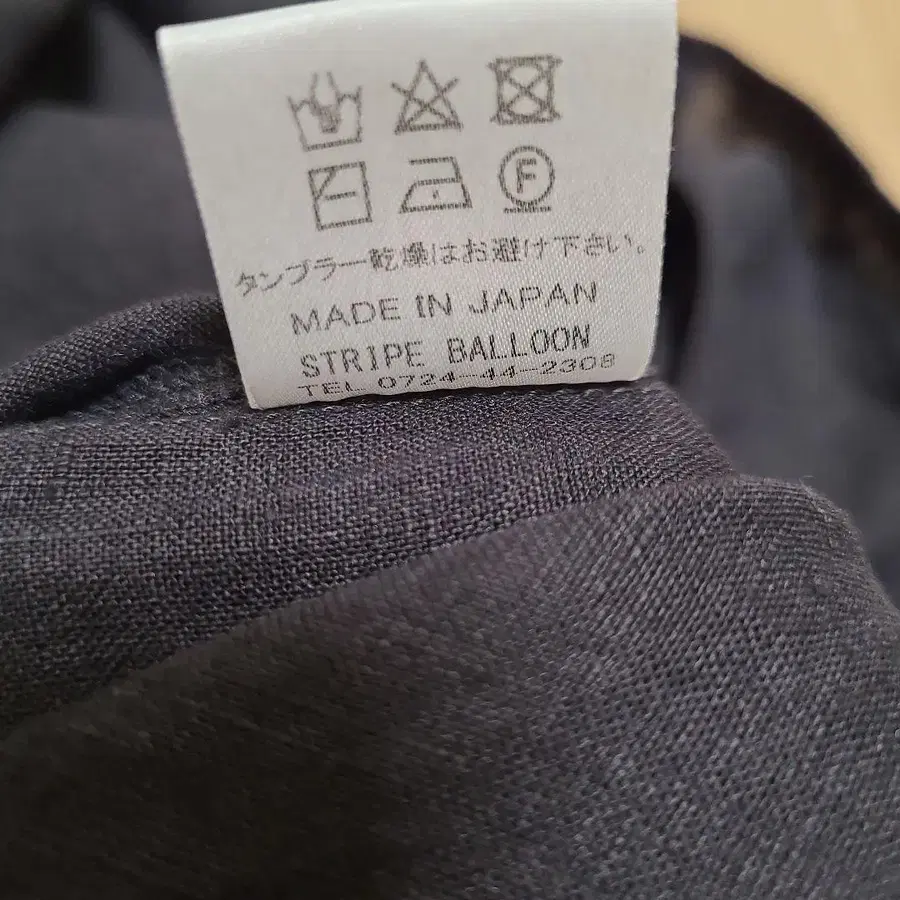 F
タンブラー乾燥はお避け下さい。
MADE IN JAPAN
STRIPE BALLOON
TEL 0724-44-2308